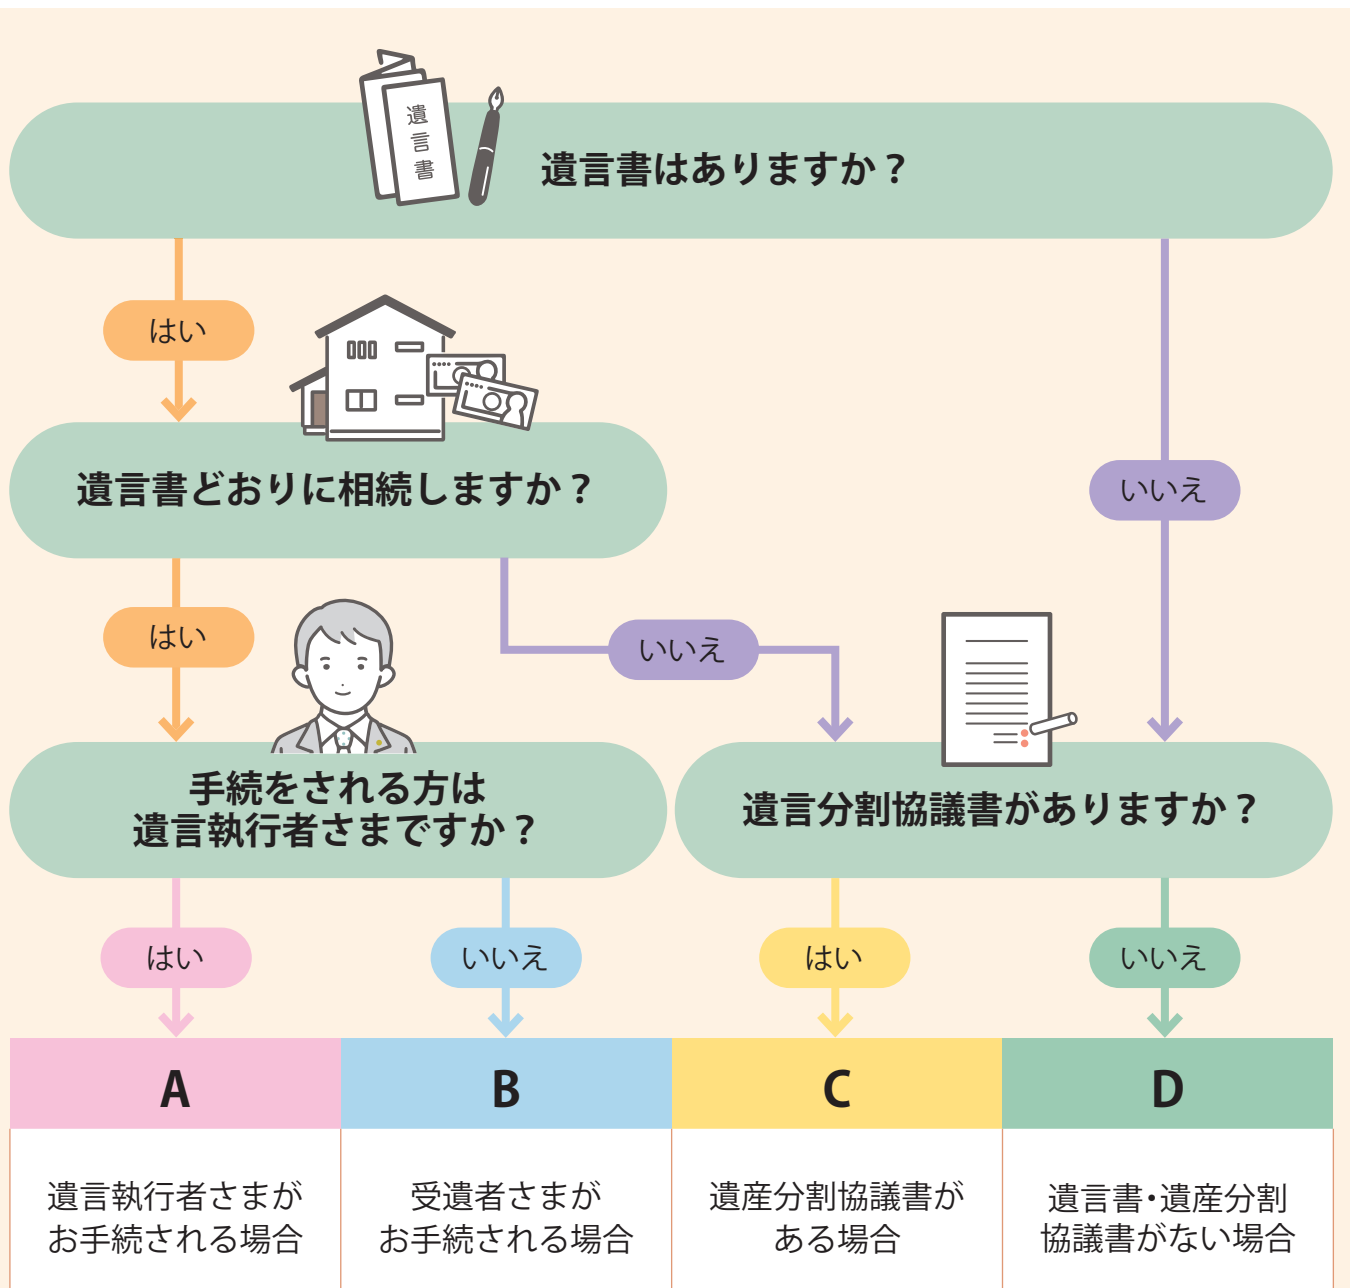 遺言書
遺言書はありますか？
はい
いいえ
遺言書どおりに相続しますか？
はい
いいえ
手続をされる方は
遺言執行者さまですか？
遺言分割協議書がありますか？
はい
いいえ
はい
いいえ
A
B
C
D
遺言執行者さまが
お手続される場合
受遺者さまが
お手続される場合
遺産分割協議書が
ある場合
遺言書・遺産分割
協議書がない場合